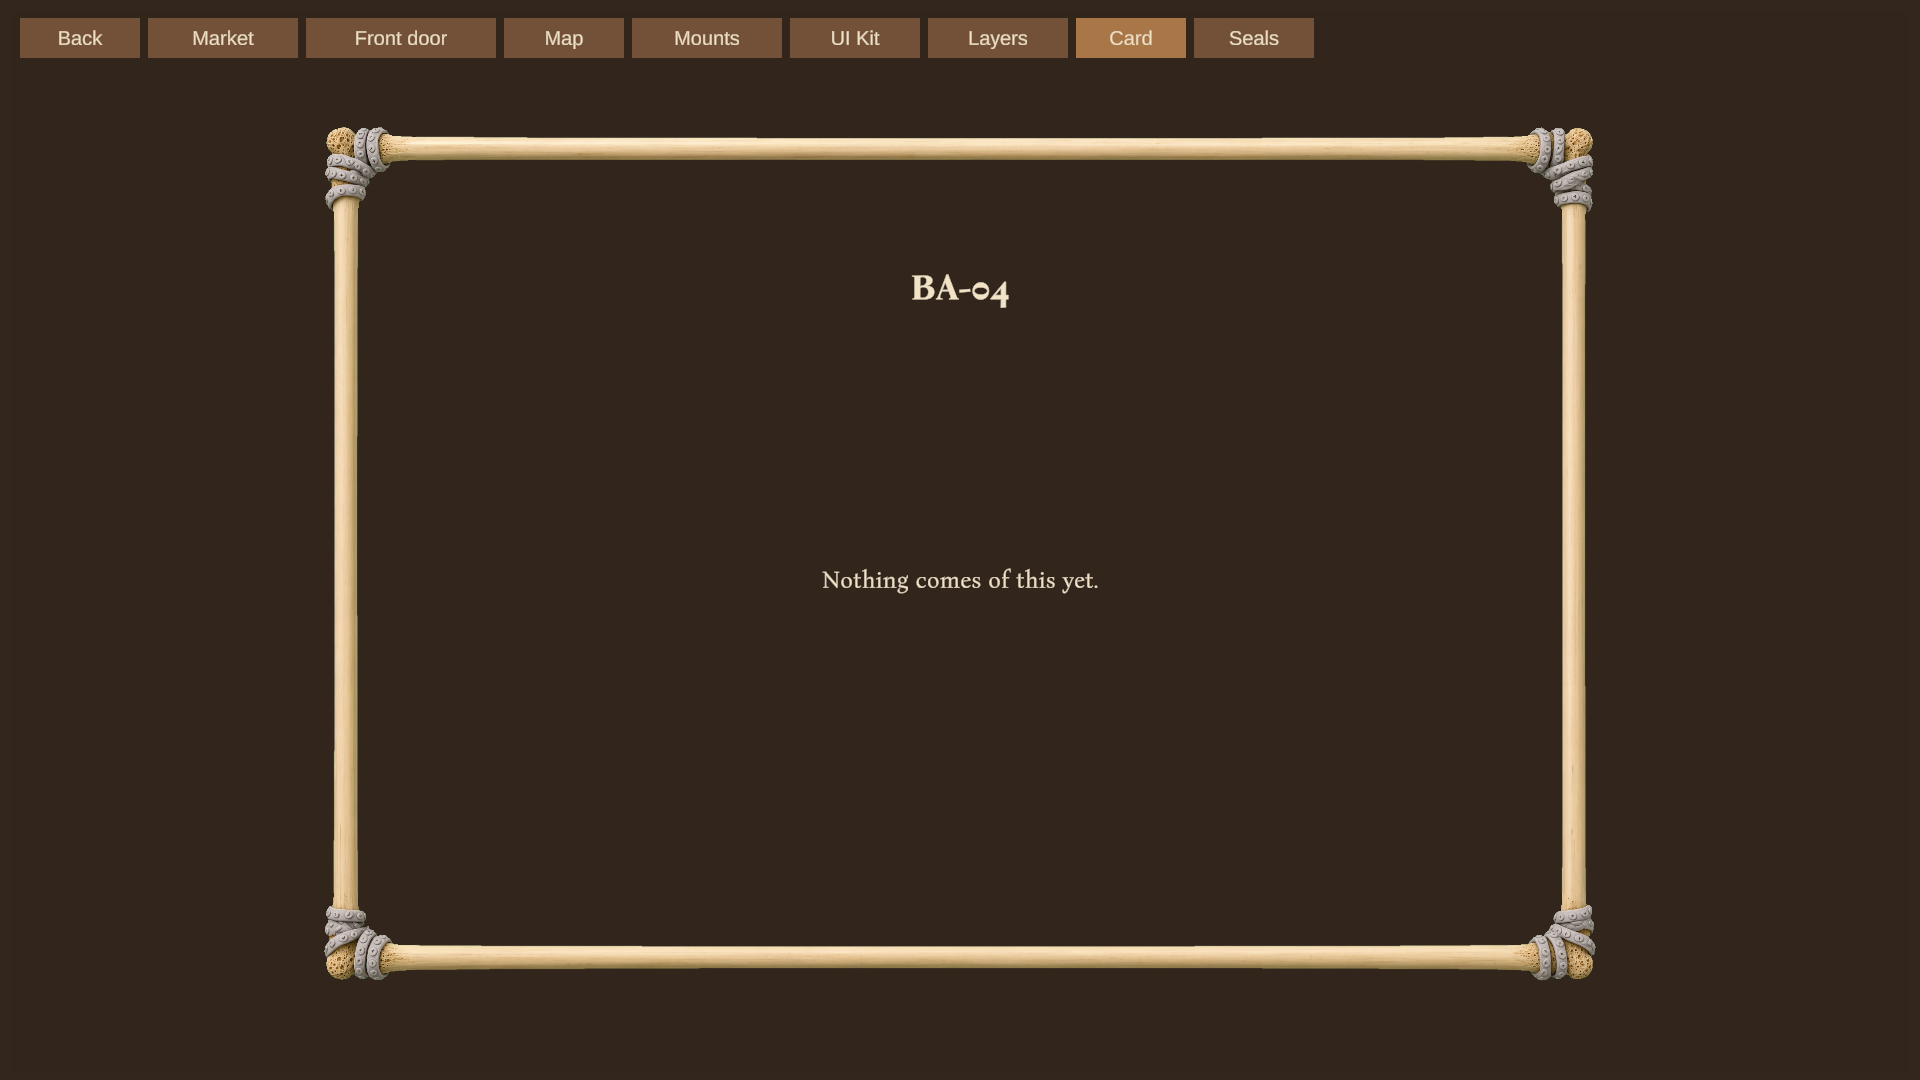 Back
Market
Front door
Map
Mounts
UI Kit
Layers
Card
Seals
BA-04
Nothing comes of this yet.